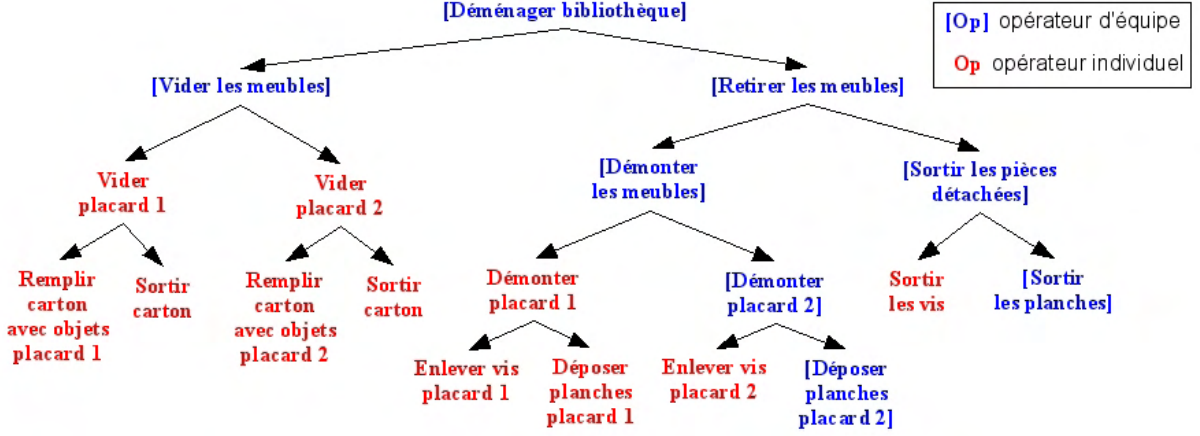 [Déménager bibliothèque]
[Op] opérateur d'équipe
Op opérateur individuel
[Vider les meubles]
[Retirer les meubles]
Vider
placard 1
Vider
placard 2
[Démonter
les meubles]
[Sortir les pièces
détachées]
Remplir
carton
avec objets
placard 1
Sortir
carton
Remplir
carton
avec objets
placard 2
Sortir
carton
Démonter
placard 1
[Démonter
placard 2]
Sortir
les vis
[Sortir
les planches]
Enlever vis
placard 1
Déposer
planches
placard 1
Enlever vis
placard 2
[Déposer
planches
placard 2]